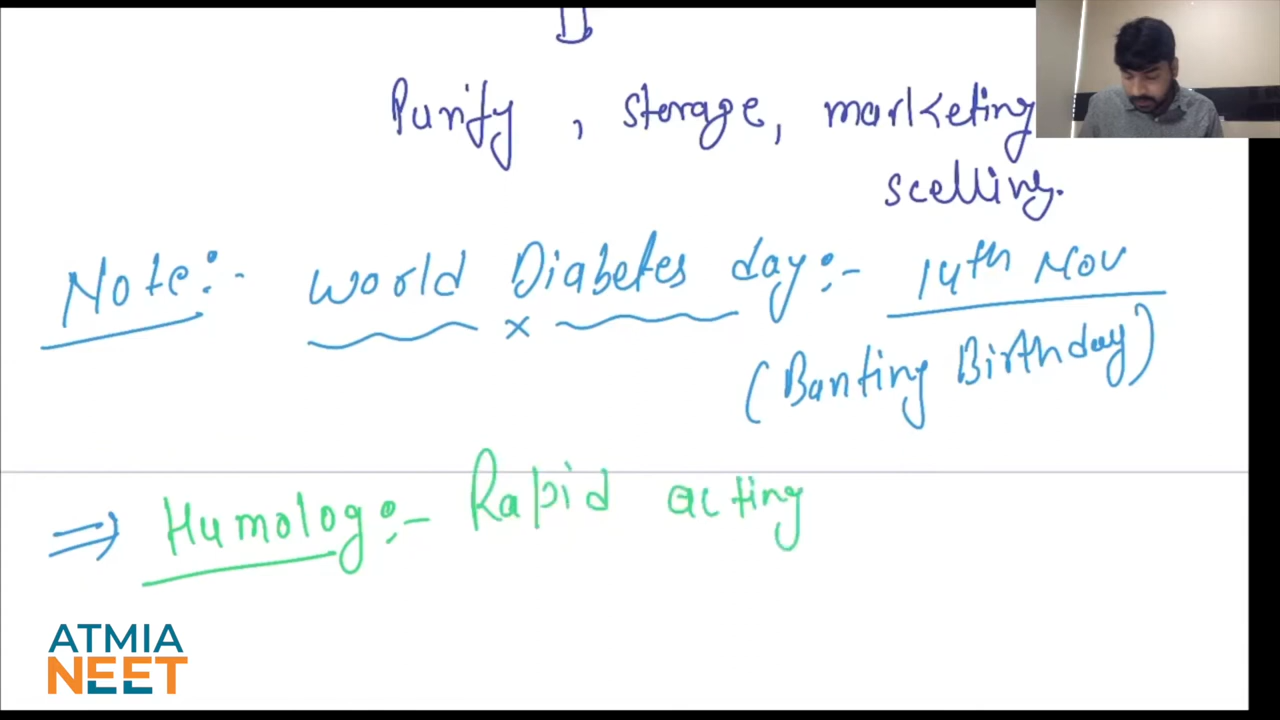 Purify, storage, marketing
scelling.
Note:- World Diabetes day:- 14th Nov
(Banting Birthday)
⇒ Humolog:- Rapid acting
ATMIA
NEET